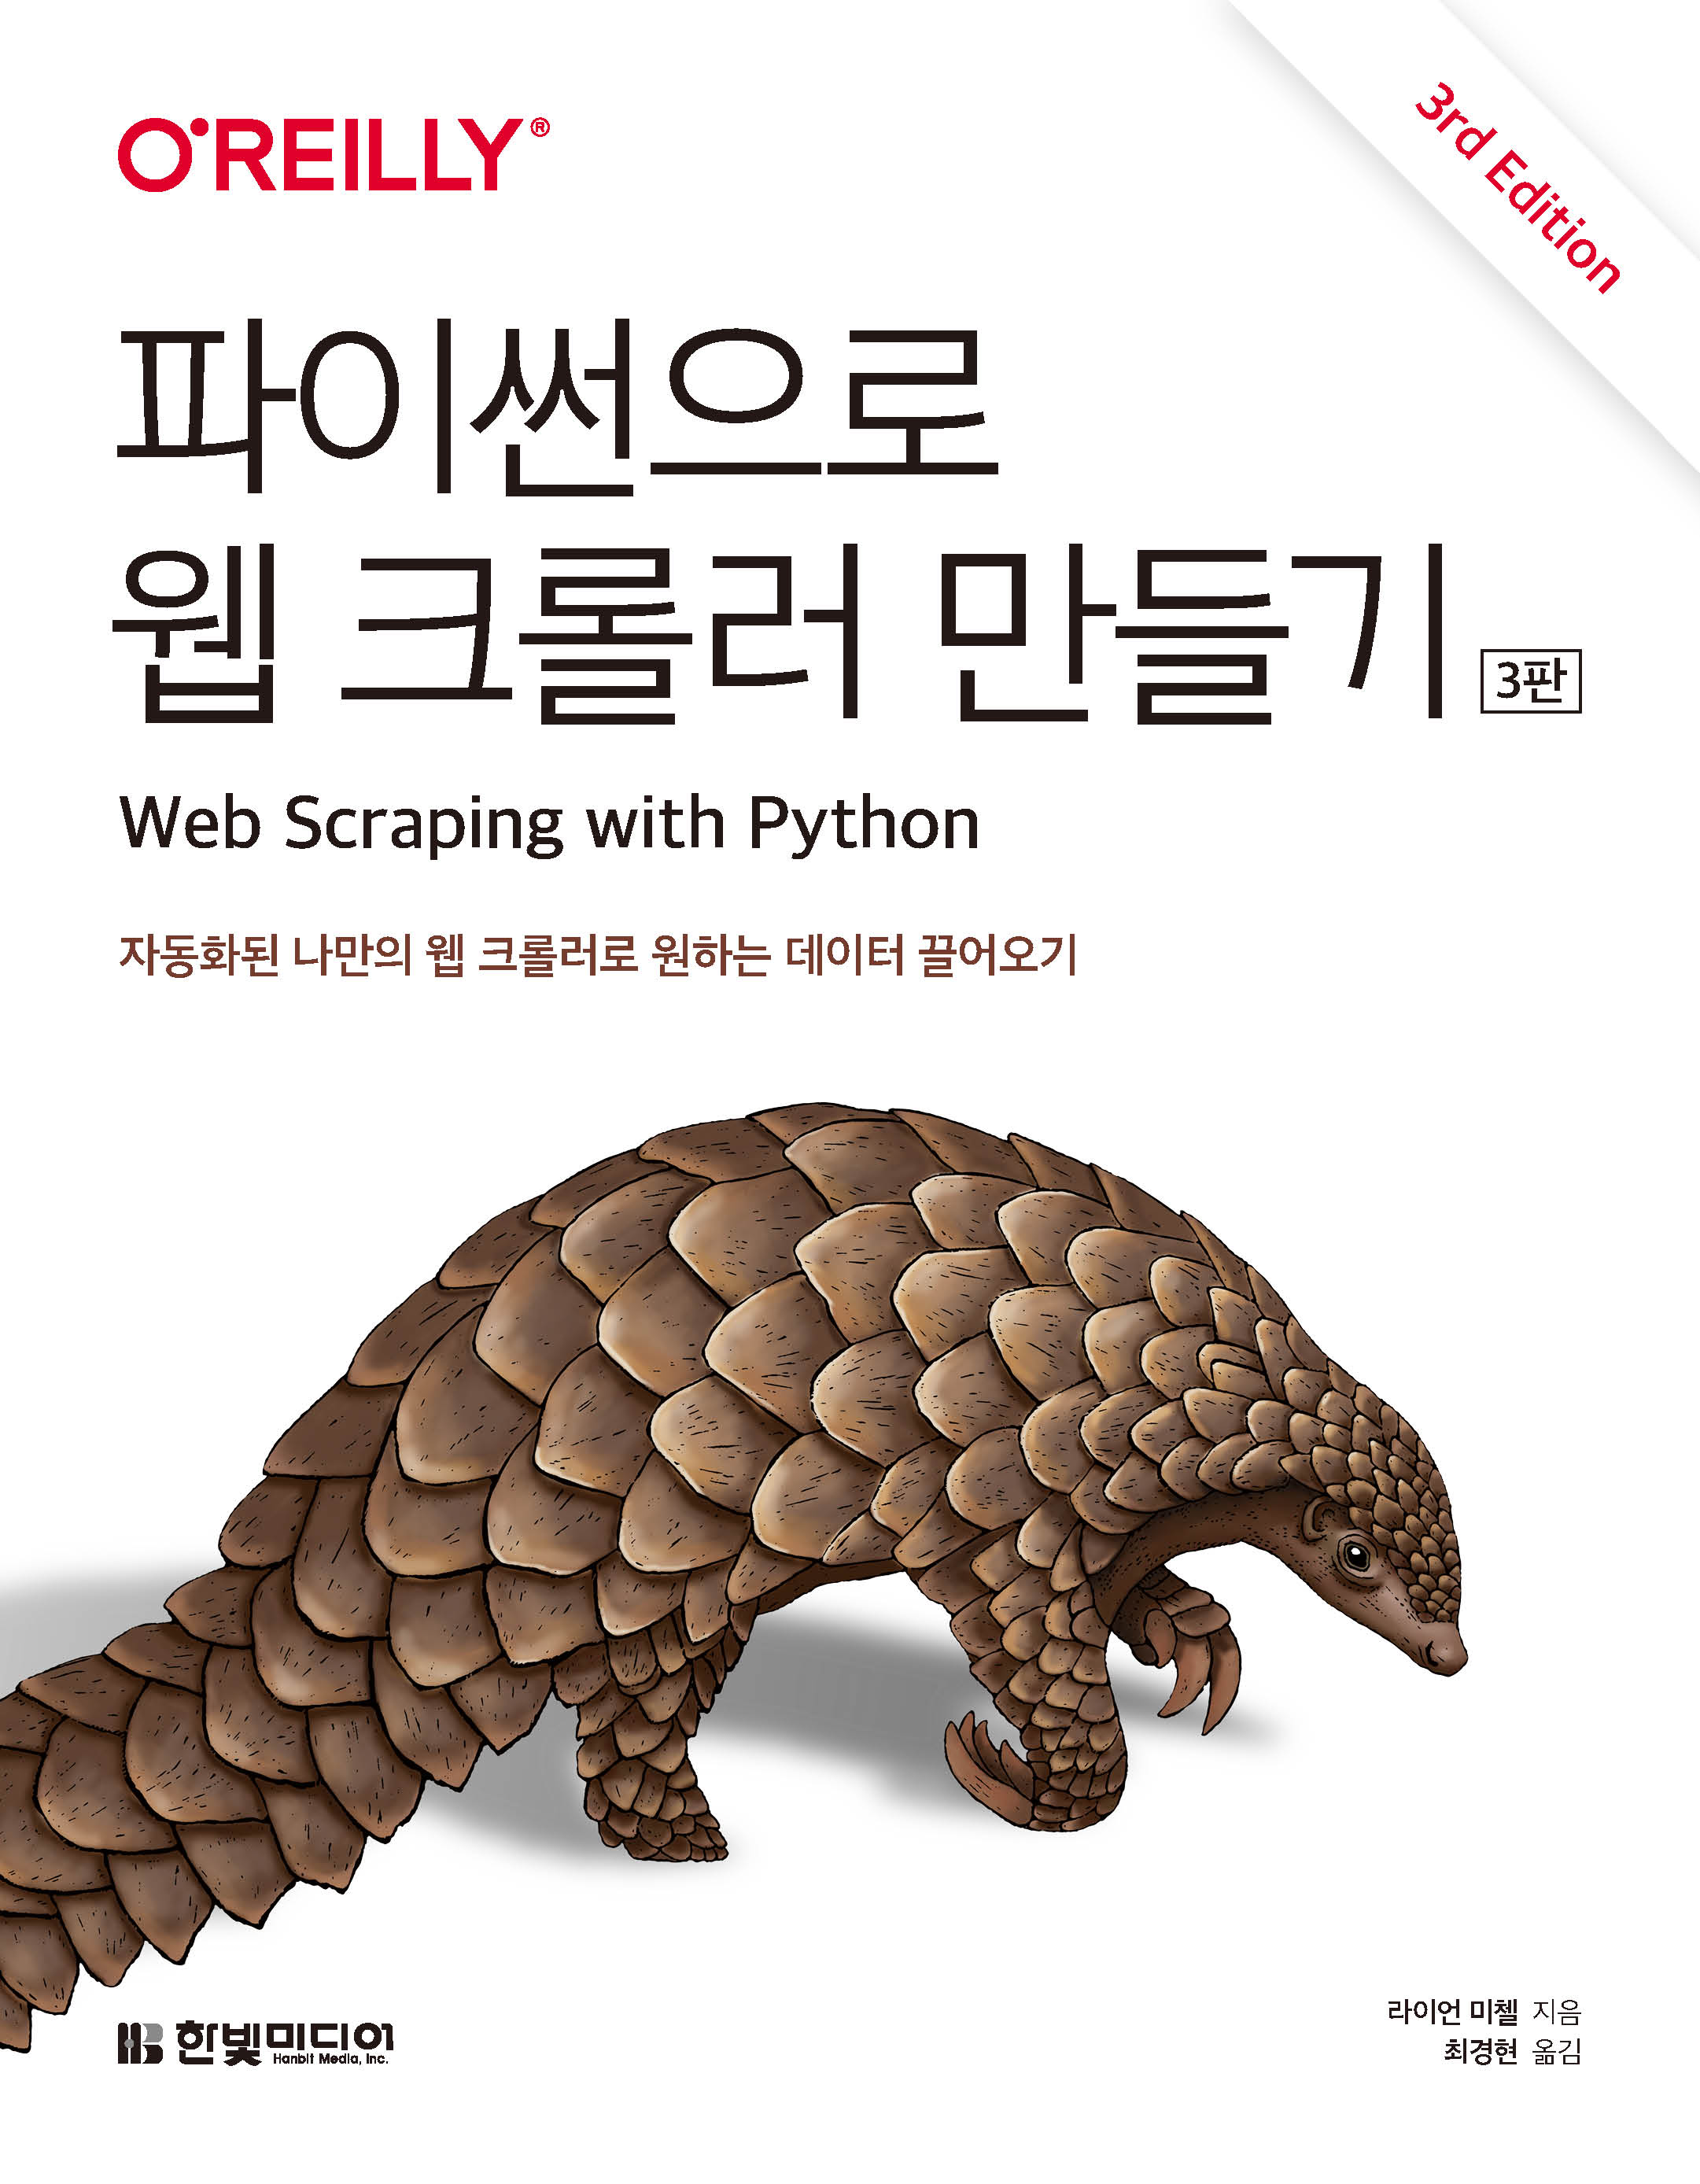 O'REILLY®
3rd Edition
파이썬으로
웹 크롤러 만들기 3판
Web Scraping with Python
자동화된 나만의 웹 크롤러로 원하는 데이터 끌어오기
라이언 미첼 지음
최경현 옮김
HB 한빛미디어
Hanbit Media, Inc.